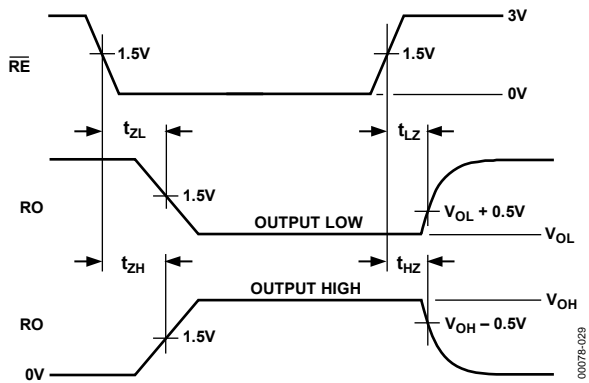 3V
RE
1.5V
1.5V
0V
tZL
tLZ
1.5V
RO
OUTPUT LOW
VOL + 0.5V
VOL
tZH
tHZ
OUTPUT HIGH
VOH
RO
1.5V
VOH – 0.5V
0V
00078-029